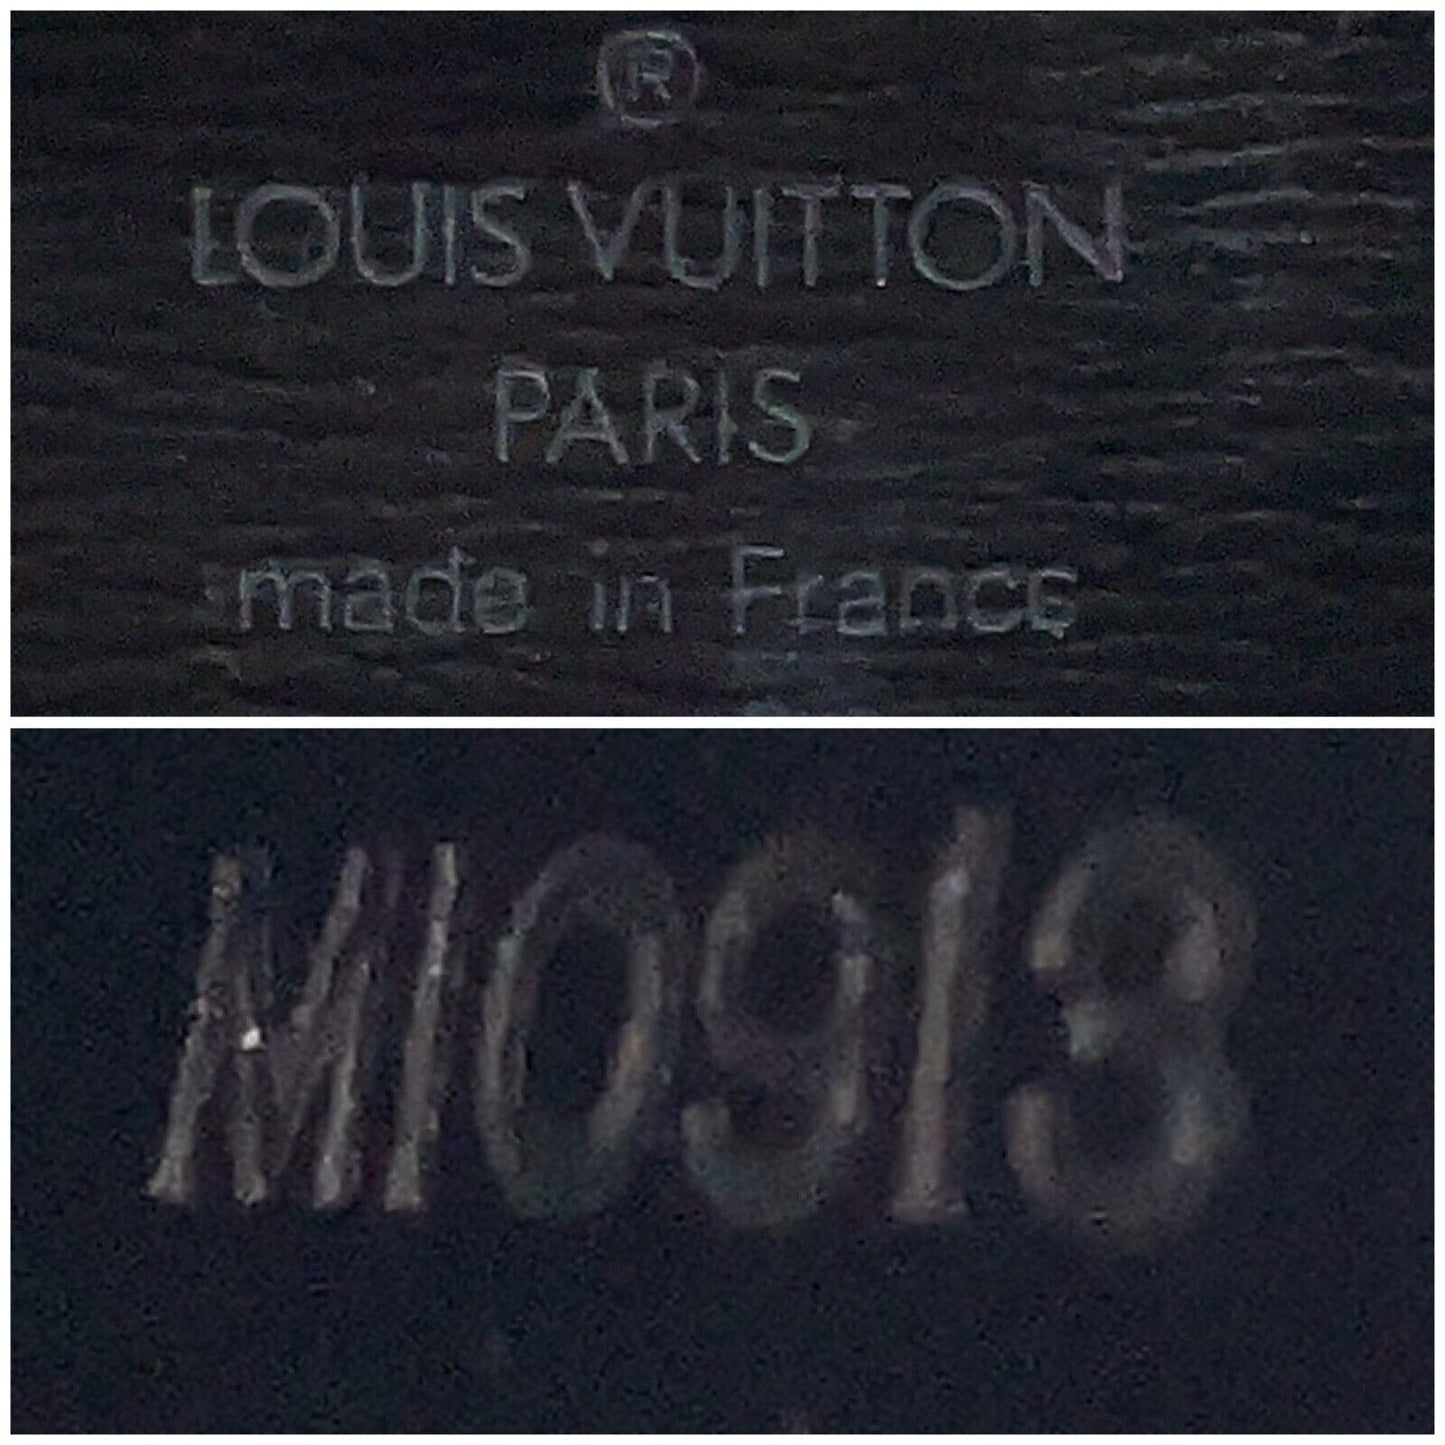 ®
LOUIS VUITTON
PARIS
made in France
MI0913